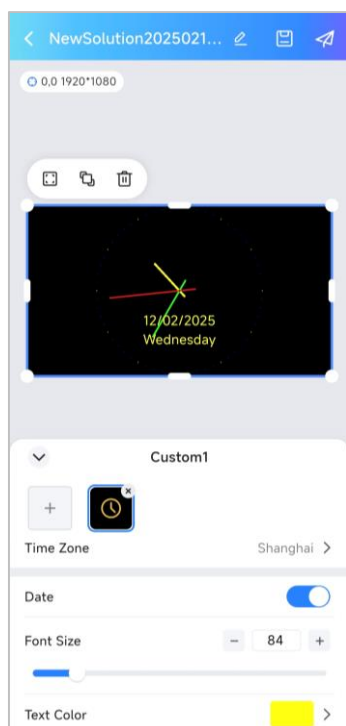 NewSolution2025021...
0,0 1920*1080
12/02/2025
Wednesday
Custom1
Time Zone
Shanghai
Date
Font Size
84
Text Color